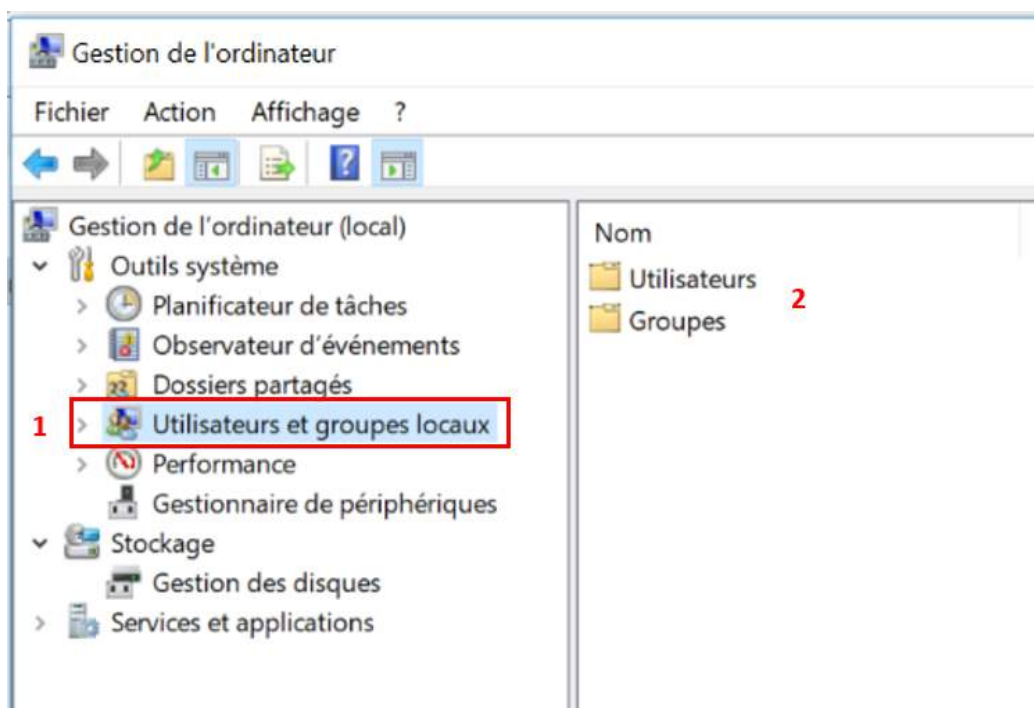 Gestion de l'ordinateur
Fichier Action Affichage ?
Gestion de l'ordinateur (local)
Outils système
Planificateur de tâches
Observateur d'événements
Dossiers partagés
1 Utilisateurs et groupes locaux
Performance
Gestionnaire de périphériques
Stockage
Gestion des disques
Services et applications
Nom
Utilisateurs
2
Groupes